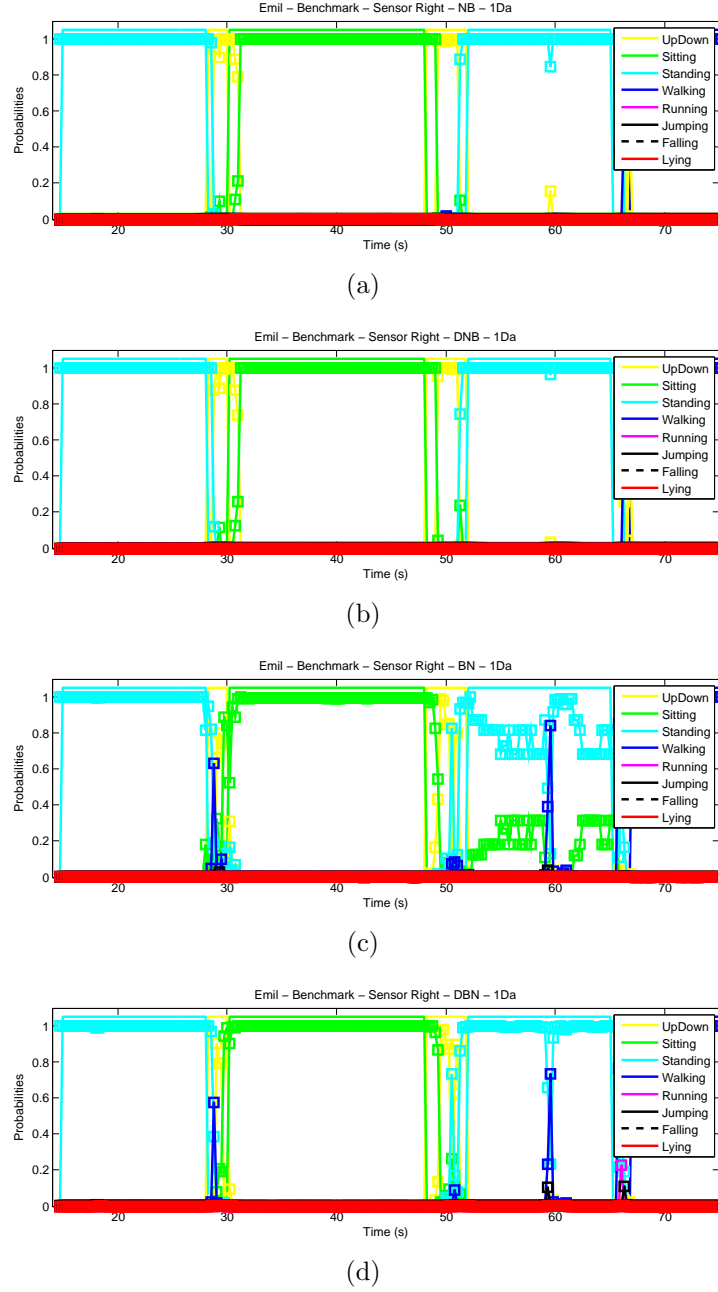 Emil − Benchmark − Sensor Right − NB − 1Da
Probabilities
1
0.8
0.6
0.4
0.2
0
20 30 40 50 60 70
Time (s)
UpDown
Sitting
Standing
Walking
Running
Jumping
Falling
Lying
(a)
Emil − Benchmark − Sensor Right − DNB − 1Da
Probabilities
1
0.8
0.6
0.4
0.2
0
20 30 40 50 60 70
Time (s)
UpDown
Sitting
Standing
Walking
Running
Jumping
Falling
Lying
(b)
Emil − Benchmark − Sensor Right − BN − 1Da
Probabilities
1
0.8
0.6
0.4
0.2
0
20 30 40 50 60 70
Time (s)
UpDown
Sitting
Standing
Walking
Running
Jumping
Falling
Lying
(c)
Emil − Benchmark − Sensor Right − DBN − 1Da
Probabilities
1
0.8
0.6
0.4
0.2
0
20 30 40 50 60 70
Time (s)
UpDown
Sitting
Standing
Walking
Running
Jumping
Falling
Lying
(d)